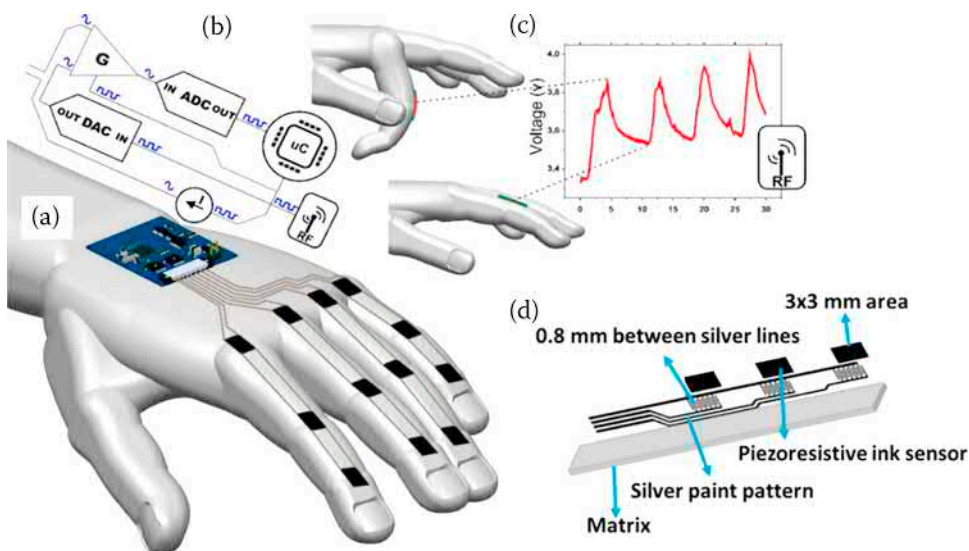 (b)
G
IN ADC OUT
OUT DAC IN
uC
I
RF
(a)
(c)
Voltage (v)
4,0
3,8
3,6
3,4
0 5 10 15 20 25 30
RF
(d)
3x3 mm area
0.8 mm between silver lines
Piezoresistive ink sensor
Silver paint pattern
Matrix